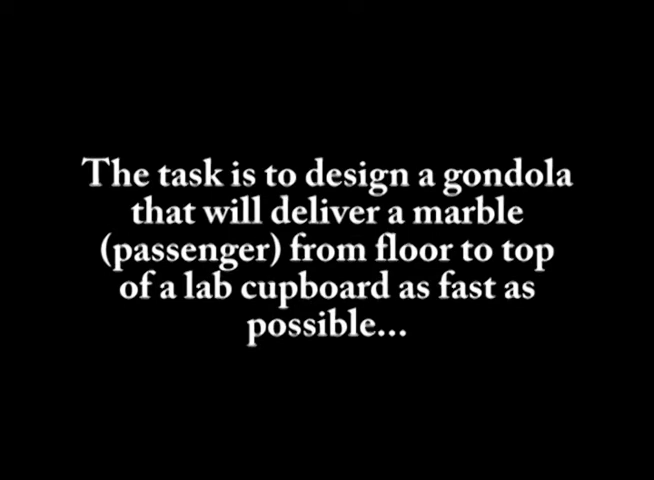 The task is to design a gondola
that will deliver a marble
(passenger) from floor to top
of a lab cupboard as fast as
possible...